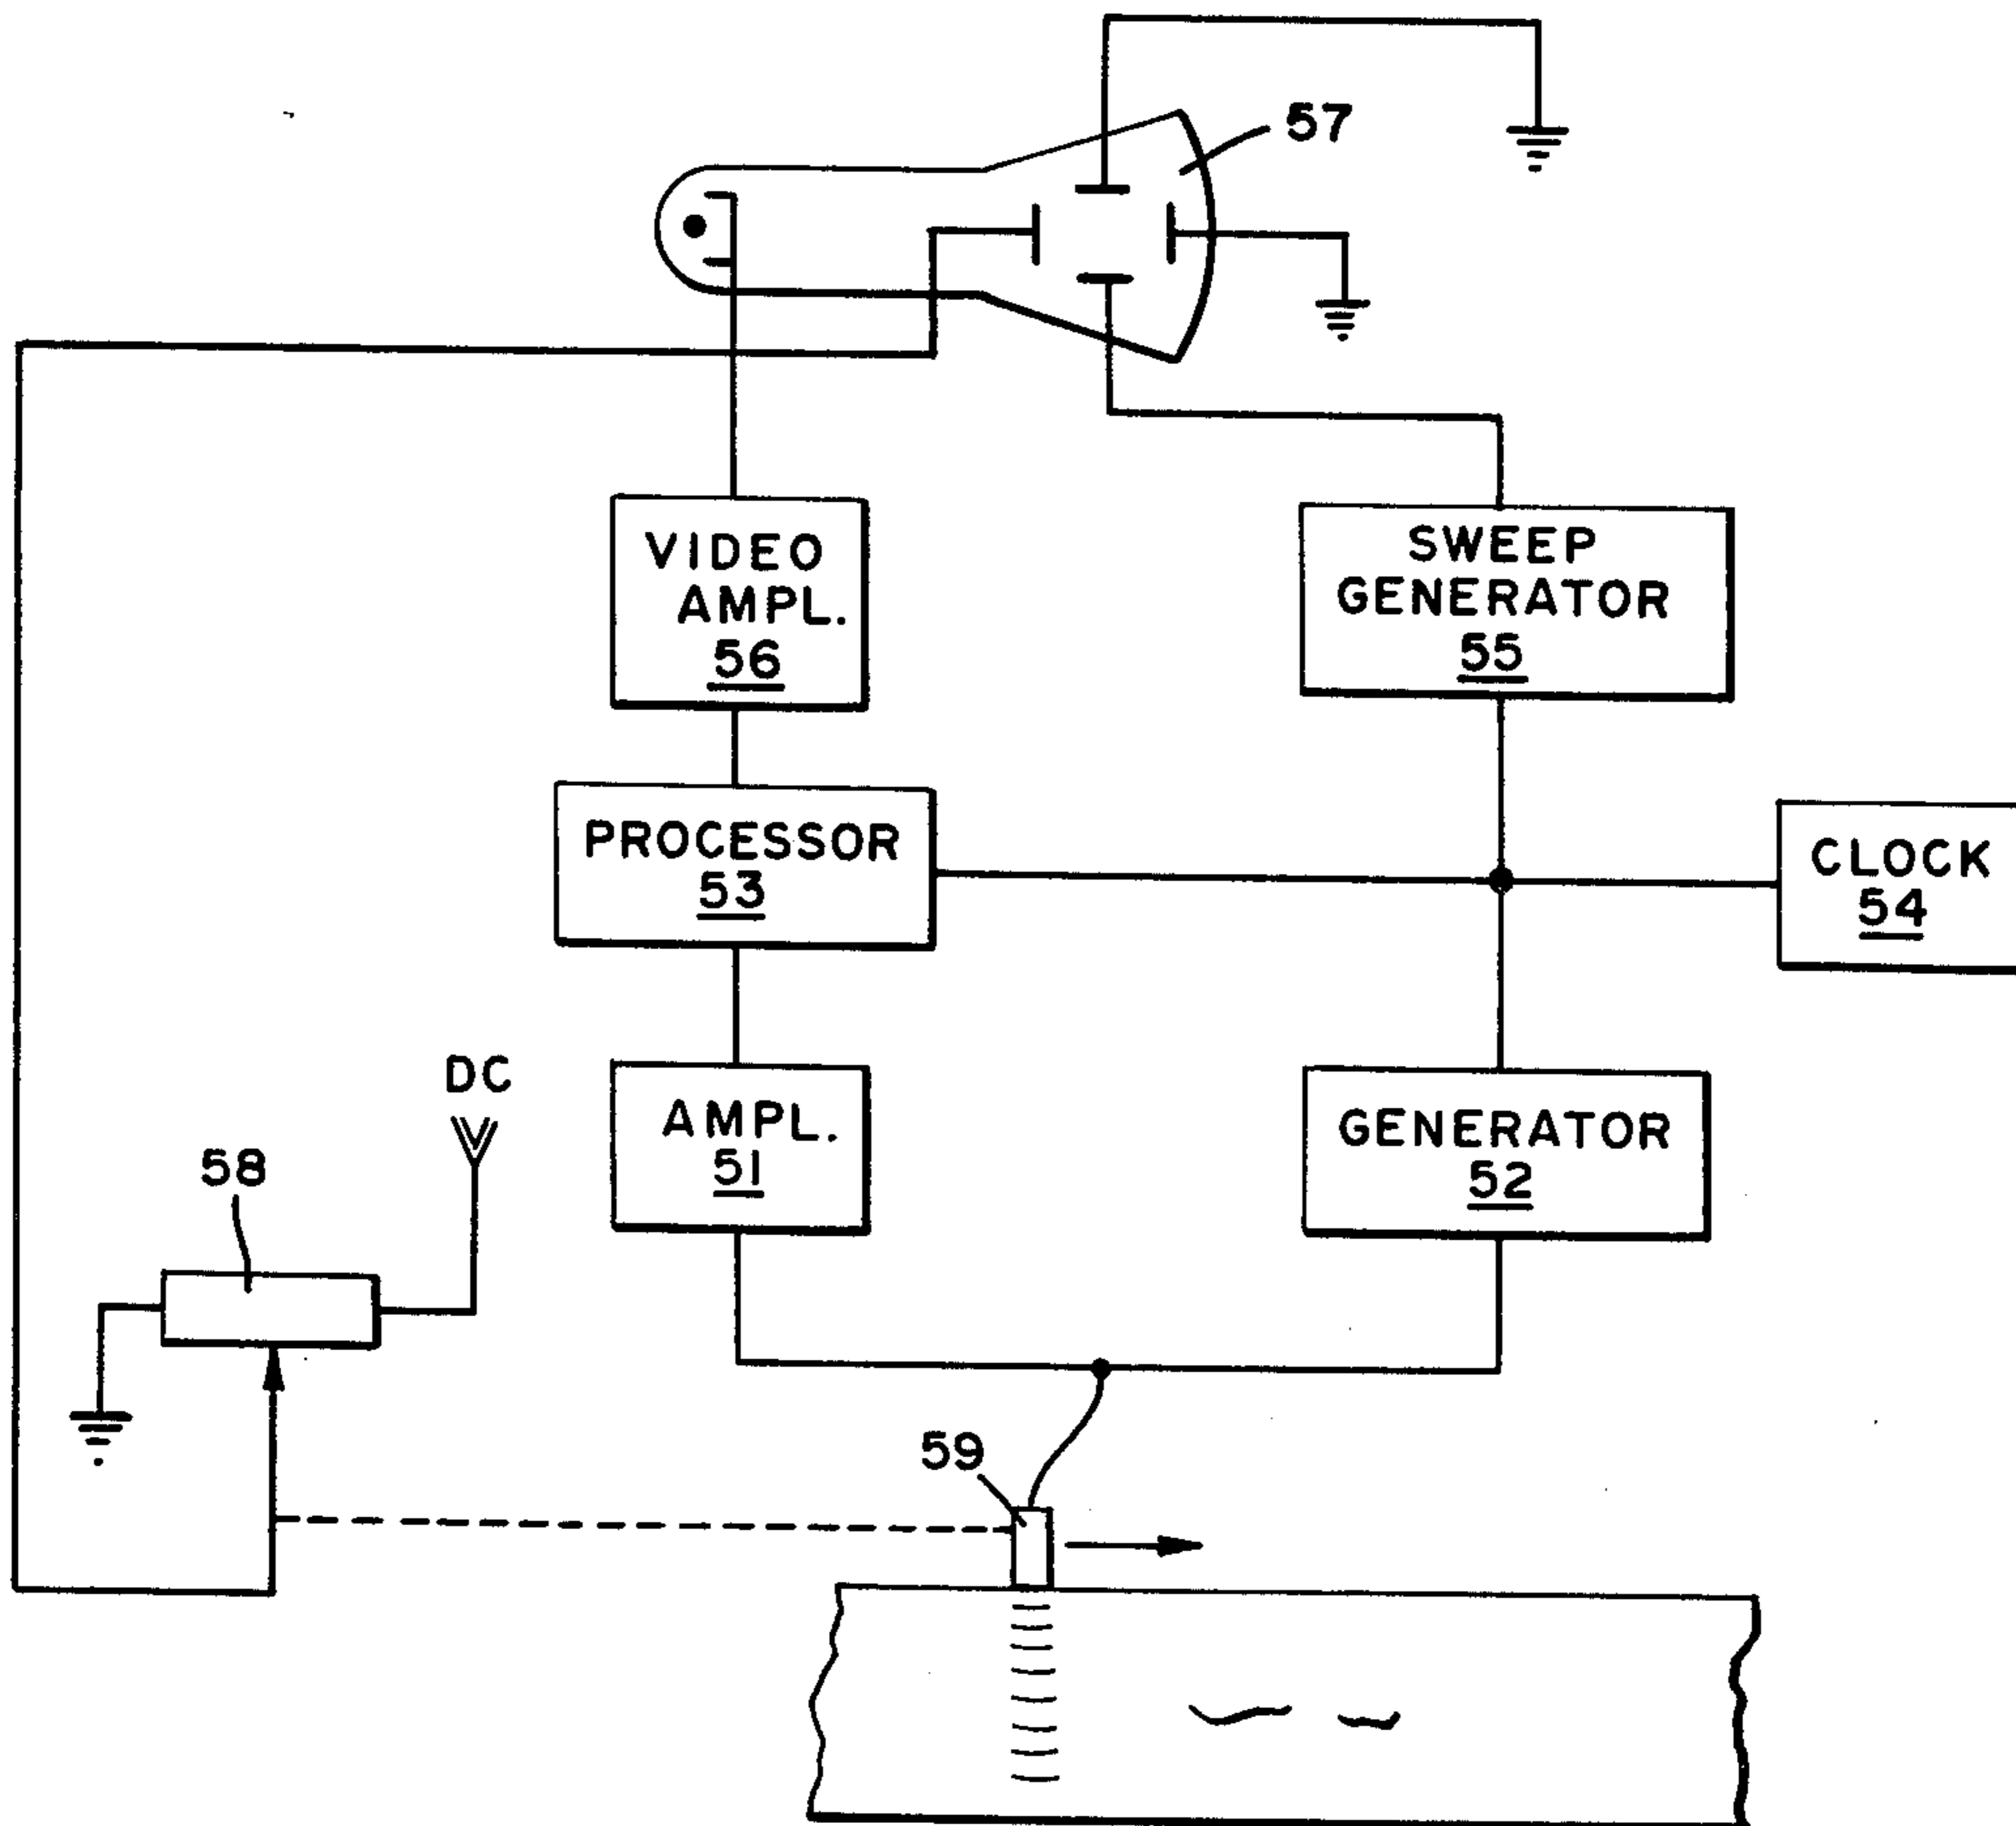 57
VIDEO
AMPL.
56
SWEEP
GENERATOR
55
PROCESSOR
53
CLOCK
54
DC
58
AMPL.
51
GENERATOR
52
59